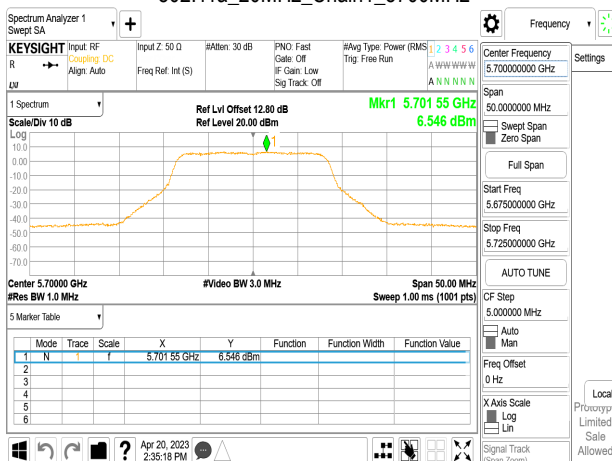 Spectrum Analyzer 1
Swept SA
Frequency
Settings
KEYSIGHT
R
Input: RF
Coupling: DC
Align: Auto
Input Z: 50 Ω
Freq Ref: Int (S)
#Atten: 30 dB
PNO: Fast
Gate: Off
IF Gain: Low
Sig Track: Off
#Avg Type: Power (RMS
Trig: Free Run
1 2 3 4 5 6
A W W W W W
A N N N N N
1 Spectrum
Scale/Div 10 dB
Ref Lvl Offset 12.80 dB
Ref Level 20.00 dBm
Mkr1 5.701 55 GHz
6.546 dBm
Log
10.0
0.00
-10.0
-20.0
-30.0
-40.0
-50.0
-60.0
-70.0
1
Center 5.70000 GHz
#Video BW 3.0 MHz
Span 50.00 MHz
#Res BW 1.0 MHz
Sweep 1.00 ms (1001 pts)
5 Marker Table
Mode Trace Scale X Y Function Function Width Function Value
1 N 1 f 5.701 55 GHz 6.546 dBm
2
3
4
5
6
Apr 20, 2023
2:35:18 PM
Center Frequency
5.700000000 GHz
Span
50.0000000 MHz
Swept Span
Zero Span
Full Span
Start Freq
5.675000000 GHz
Stop Freq
5.725000000 GHz
AUTO TUNE
CF Step
5.000000 MHz
Auto
Man
Freq Offset
0 Hz
X Axis Scale
Log
Lin
Signal Track
(Span Zoom)
Local
Limited
Sale
Allowed